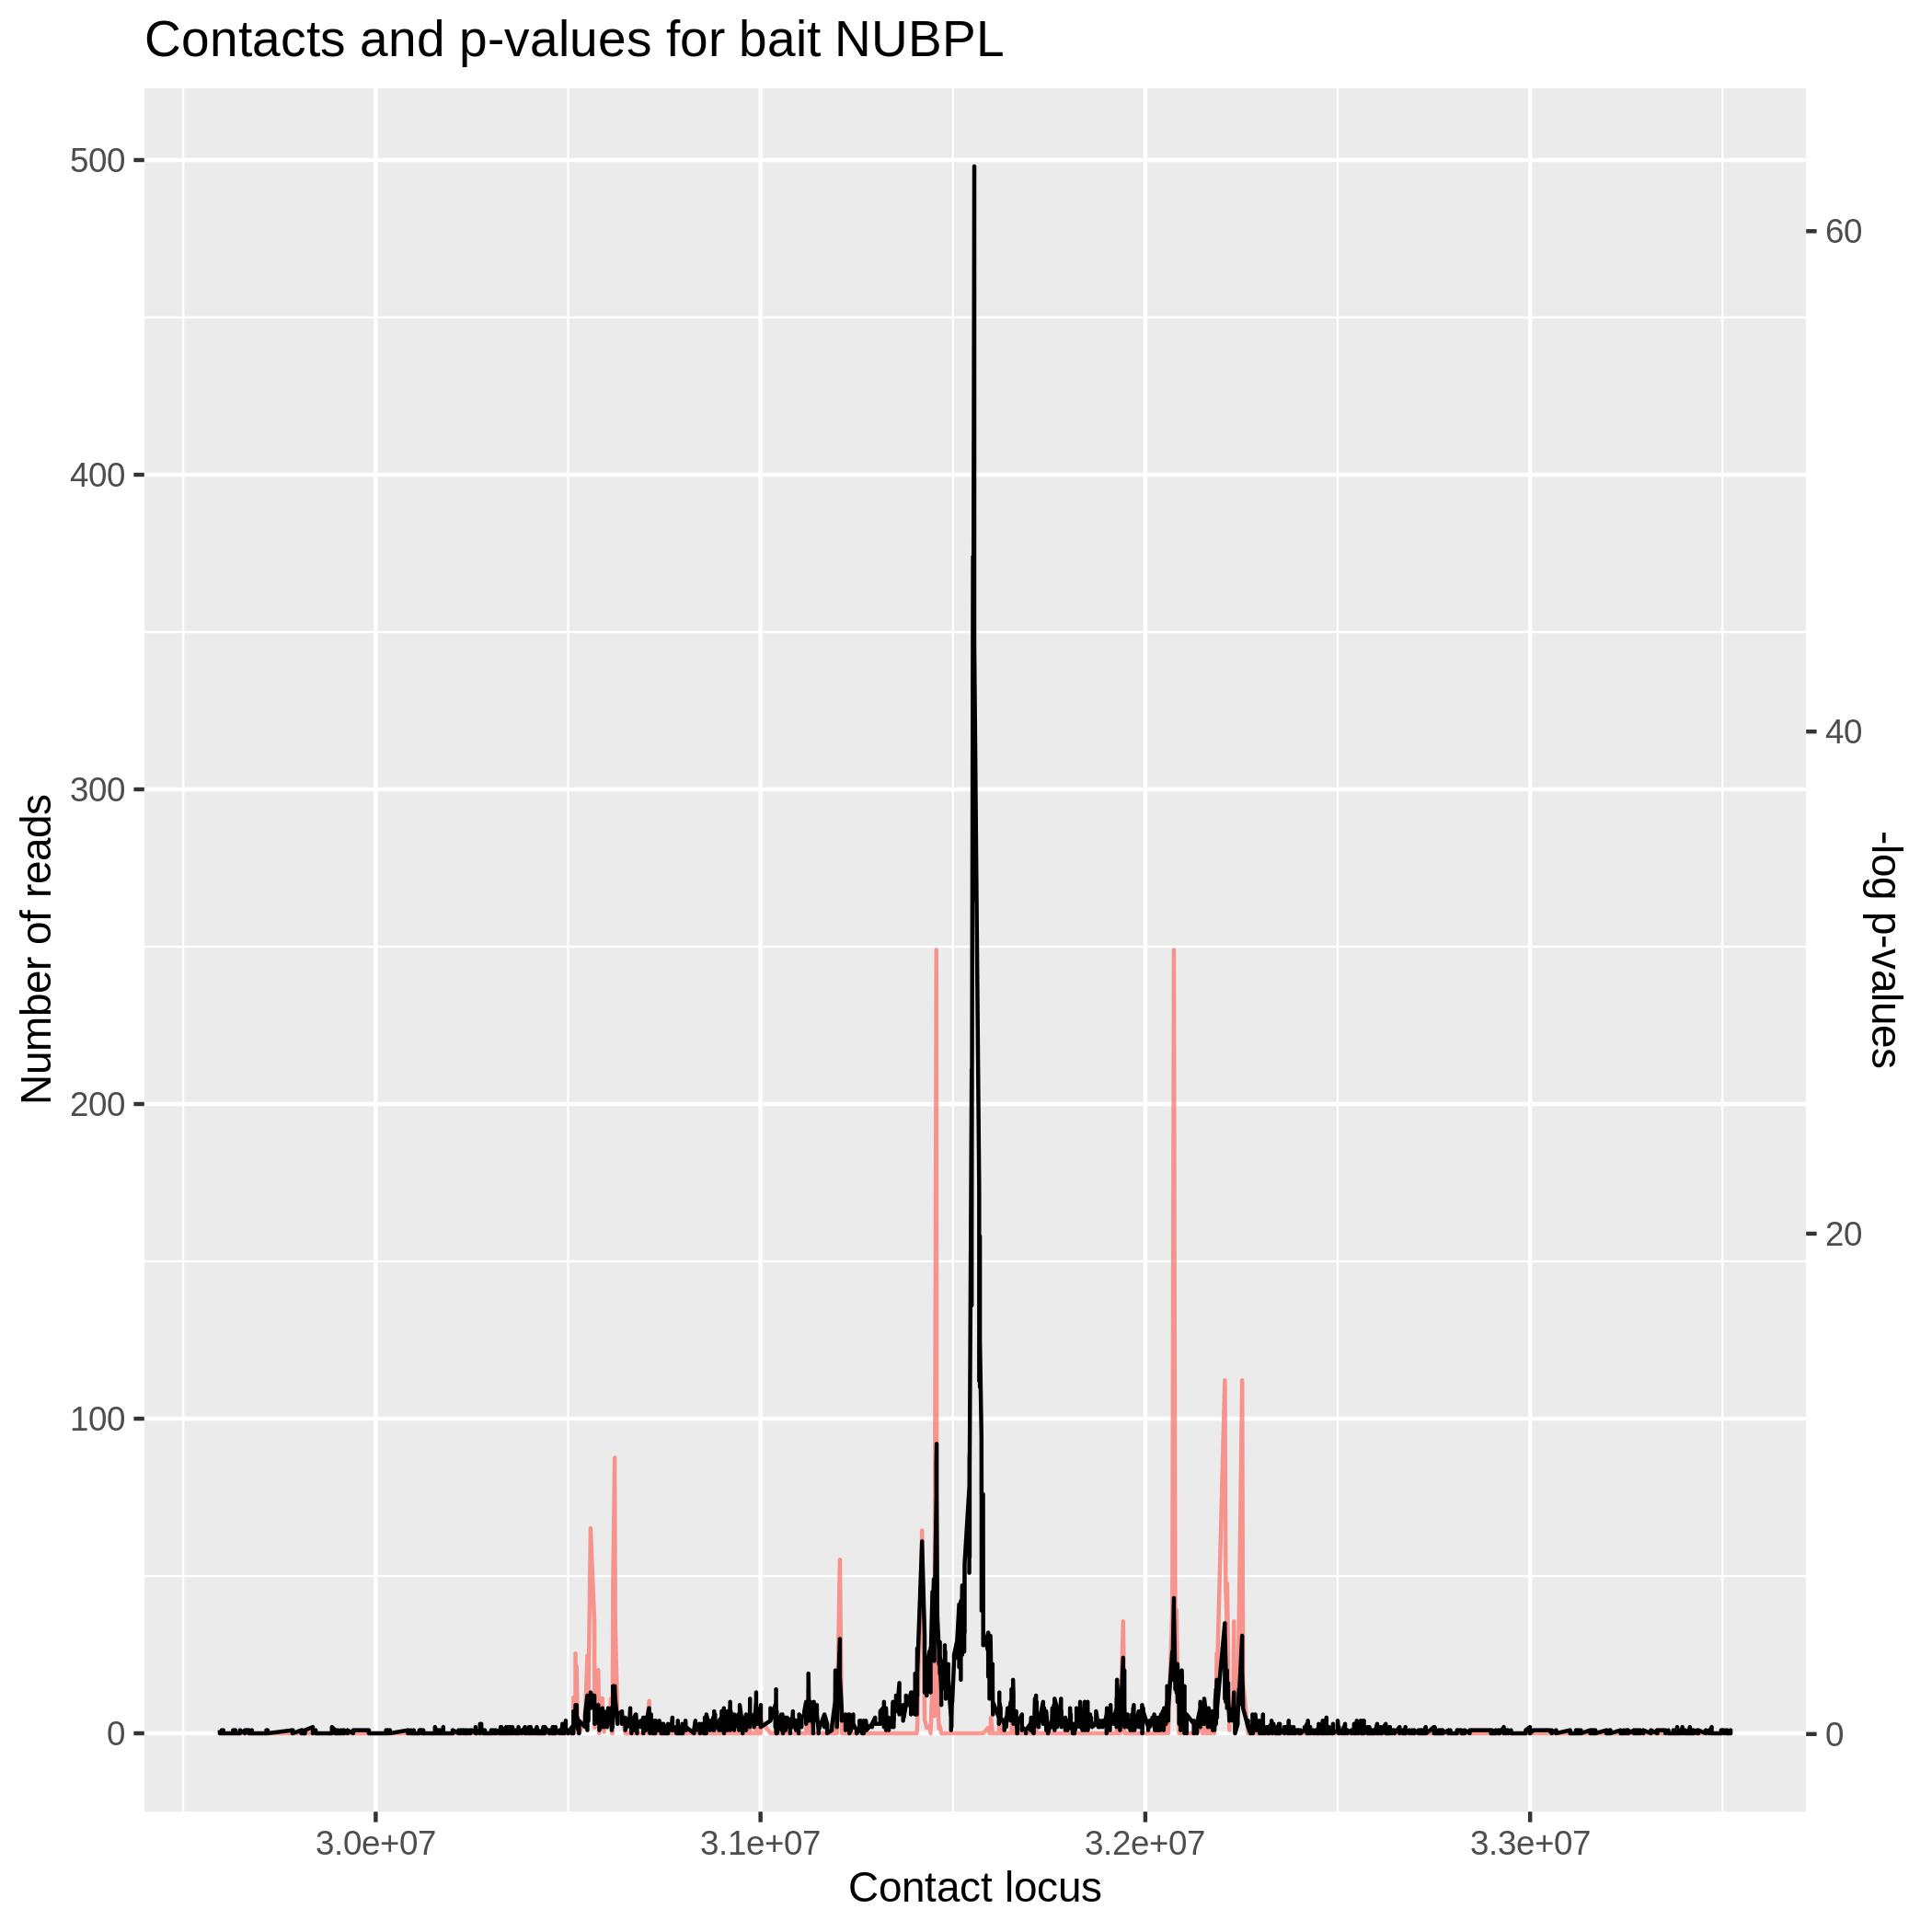 Contacts and p-values for bait NUBPL
500
400
300
200
100
0
Number of reads
60
40
20
0
-log p-values
3.0e+07
3.1e+07
3.2e+07
3.3e+07
Contact locus